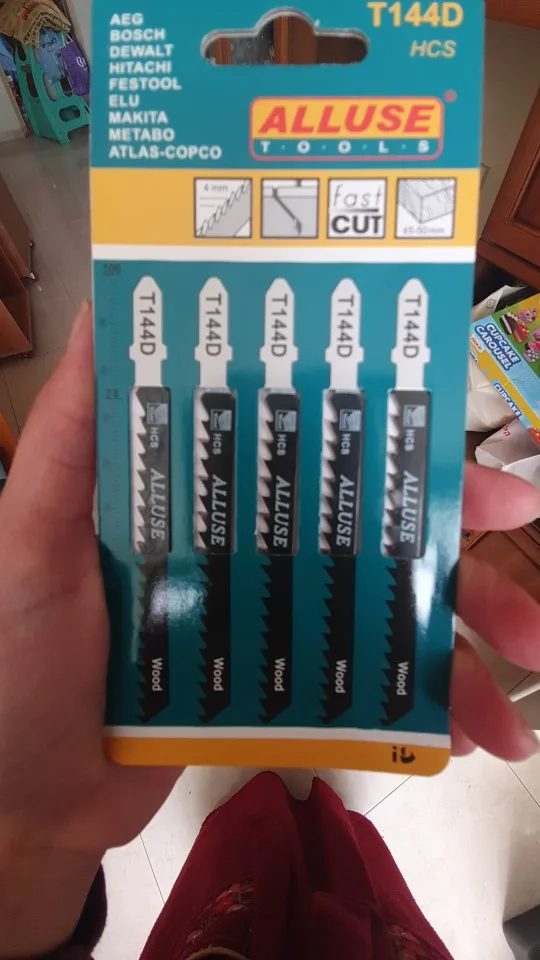 T144D
HCS
AEG
BOSCH
DEWALT
HITACHI
FESTOOL
ELU
MAKITA
METABO
ATLAS-COPCO
ALLUSE
®
T·O·O·L·S
4 mm
fast
CUT
100
T144D
T144D
T144D
T144D
T144D
HCS
HCS
HCS
HCS
HCS
ALLUSE
ALLUSE
ALLUSE
ALLUSE
ALLUSE
Wood
Wood
Wood
Wood
Wood
CUPCAKE
CAROUSEL
CUPCAKE